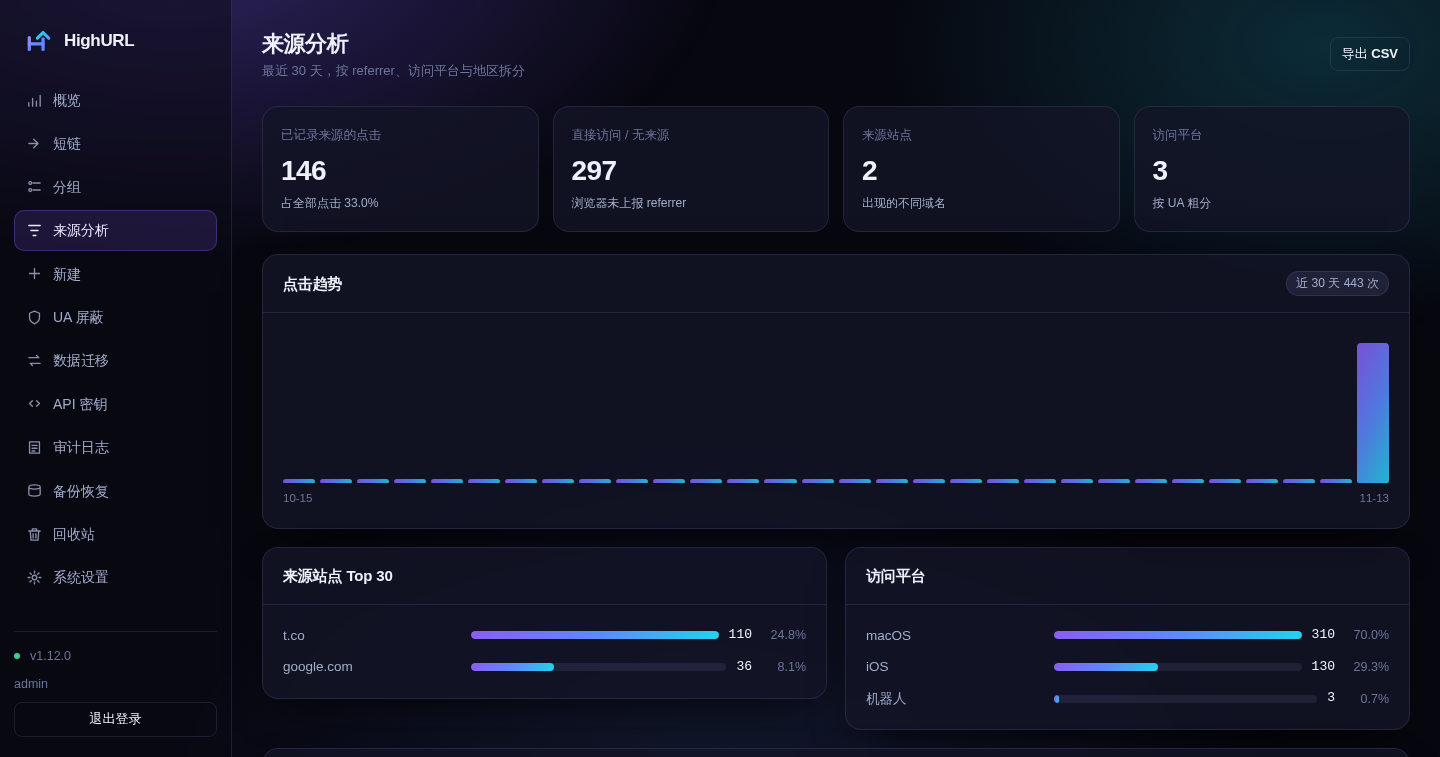 HighURL
概览
短链
分组
来源分析
新建
UA 屏蔽
数据迁移
API 密钥
审计日志
备份恢复
回收站
系统设置
v1.12.0
admin
退出登录
来源分析
最近 30 天，按 referrer、访问平台与地区拆分
导出 CSV
已记录来源的点击
146
占全部点击 33.0%
直接访问 / 无来源
297
浏览器未上报 referrer
来源站点
2
出现的不同域名
访问平台
3
按 UA 粗分
点击趋势
近 30 天 443 次
10-15
11-13
来源站点 Top 30
t.co 110 24.8%
google.com 36 8.1%
访问平台
macOS 310 70.0%
iOS 130 29.3%
机器人 3 0.7%